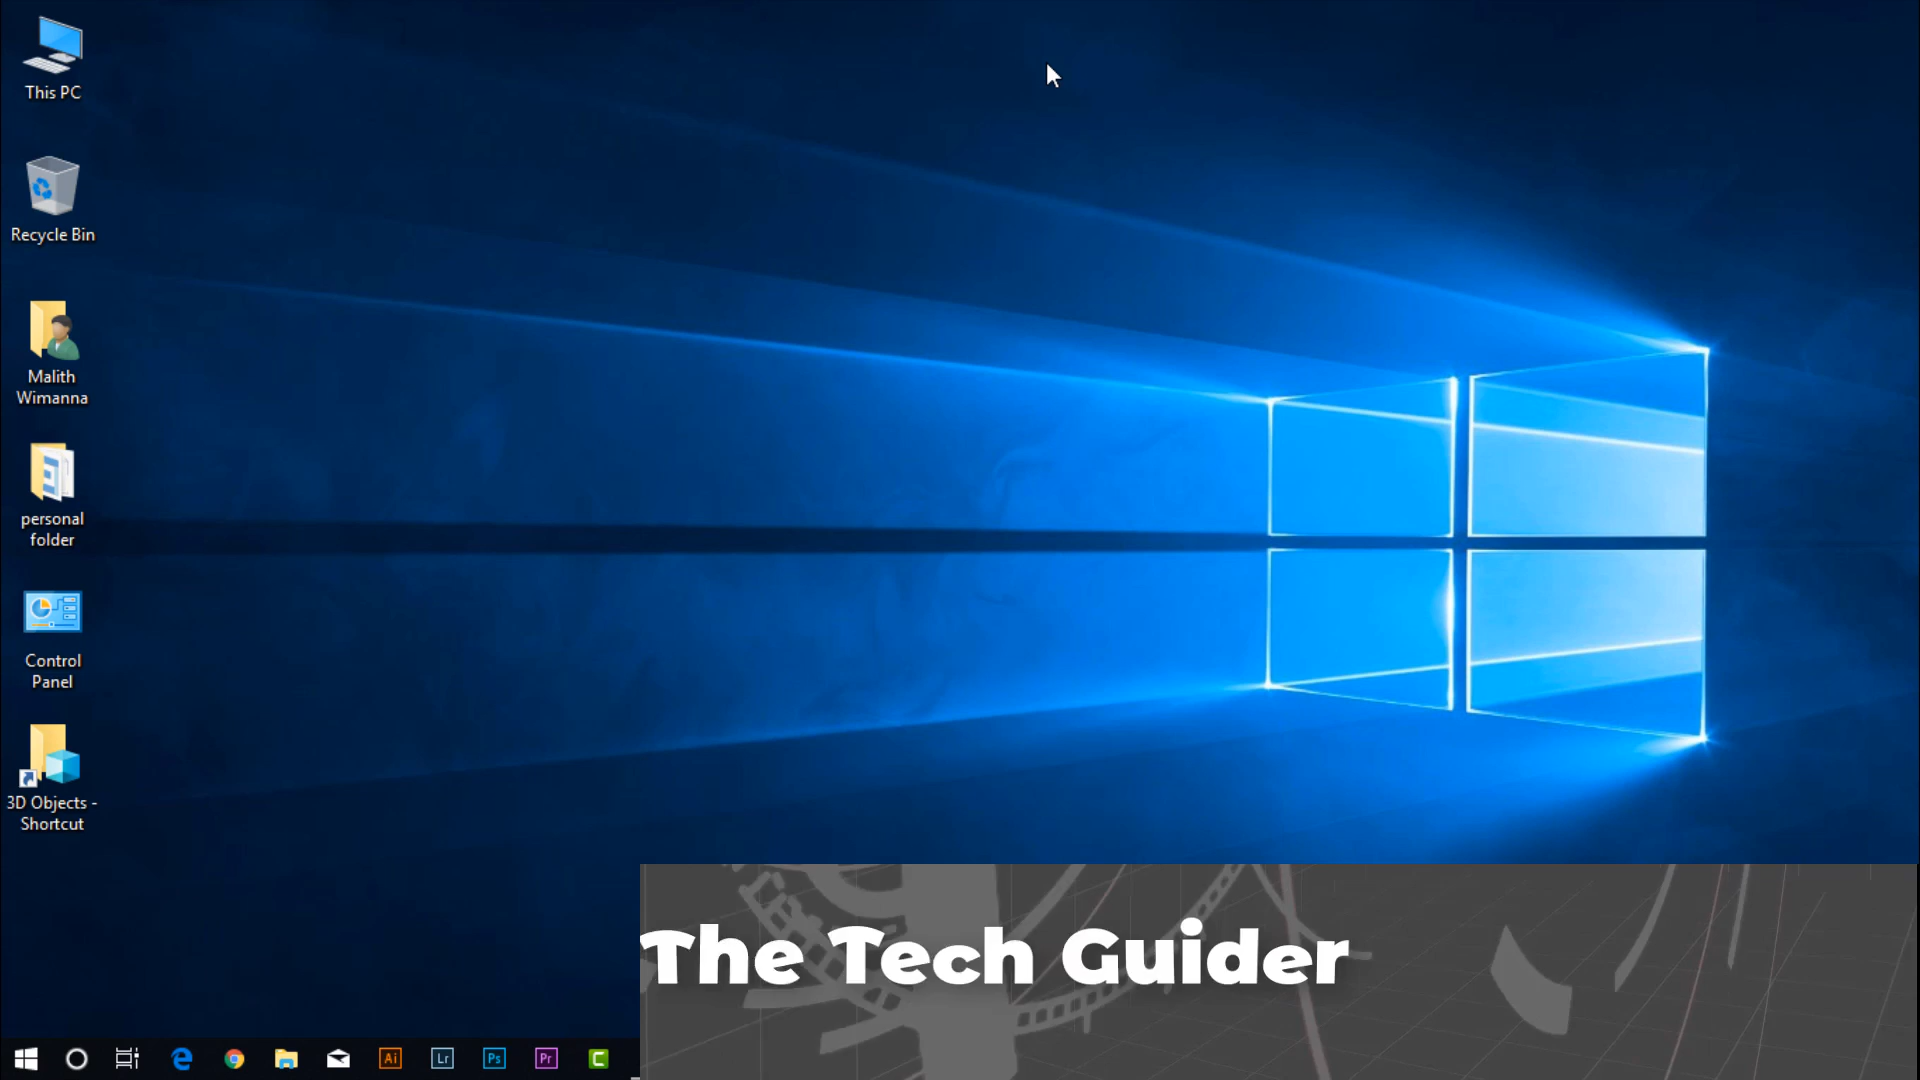 This PC
Recycle Bin
Malith
Wimanna
personal
folder
Control
Panel
3D Objects -
Shortcut
The Tech Guider
Ai
Lr
Ps
Pr
C